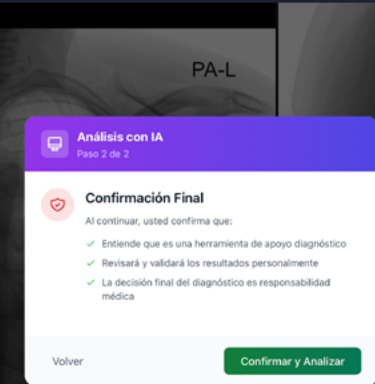 PA-L
Análisis con IA
Paso 2 de 2
Confirmación Final
Al continuar, usted confirma que:
Entiende que es una herramienta de apoyo diagnóstico
Revisará y validará los resultados personalmente
La decisión final del diagnóstico es responsabilidad
médica
Volver
Confirmar y Analizar